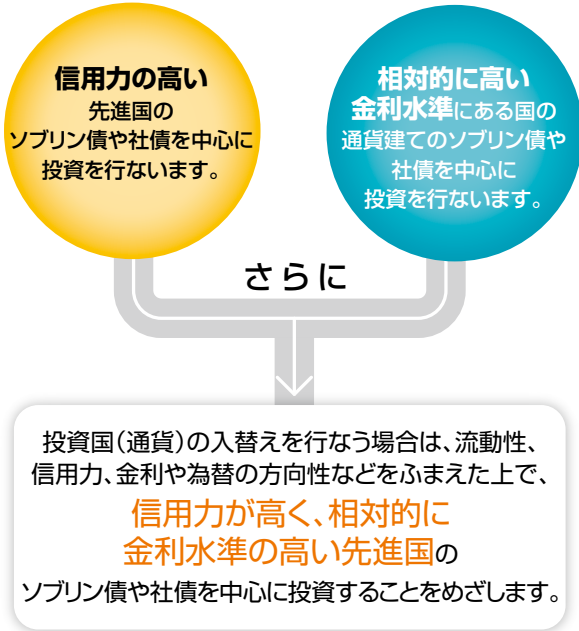 信用力の高い
先進国の
ソブリン債や社債を中心に
投資を行ないます。
相対的に高い
金利水準にある国の
通貨建てのソブリン債や
社債を中心に
投資を行ないます。
さらに
投資国（通貨）の入替えを行なう場合は、流動性、
信用力、金利や為替の方向性などをふまえた上で、
信用力が高く、相対的に
金利水準の高い先進国の
ソブリン債や社債を中心に投資することをめざします。